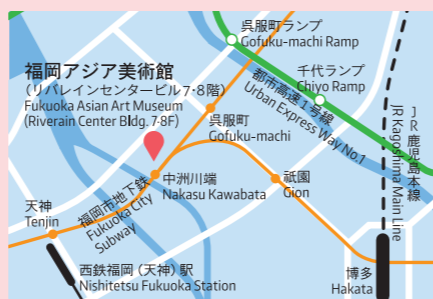 呉服町ランプ
Gofuku-machi Ramp
福岡アジア美術館
(リバレインセンタービル7・8階)
Fukuoka Asian Art Museum
(Riverain Center Bldg. 7·8F)
千代ランプ
Chiyo Ramp
都市高速1号線
Urban Express Way No.1
JR鹿児島本線
JR Kagoshima Main Line
呉服町
Gofuku-machi
中洲川端
Nakasu Kawabata
祇園
Gion
福岡市地下鉄
Fukuoka City
Subway
天神
Tenjin
西鉄福岡(天神)駅
Nishitetsu Fukuoka Station
博多
Hakata